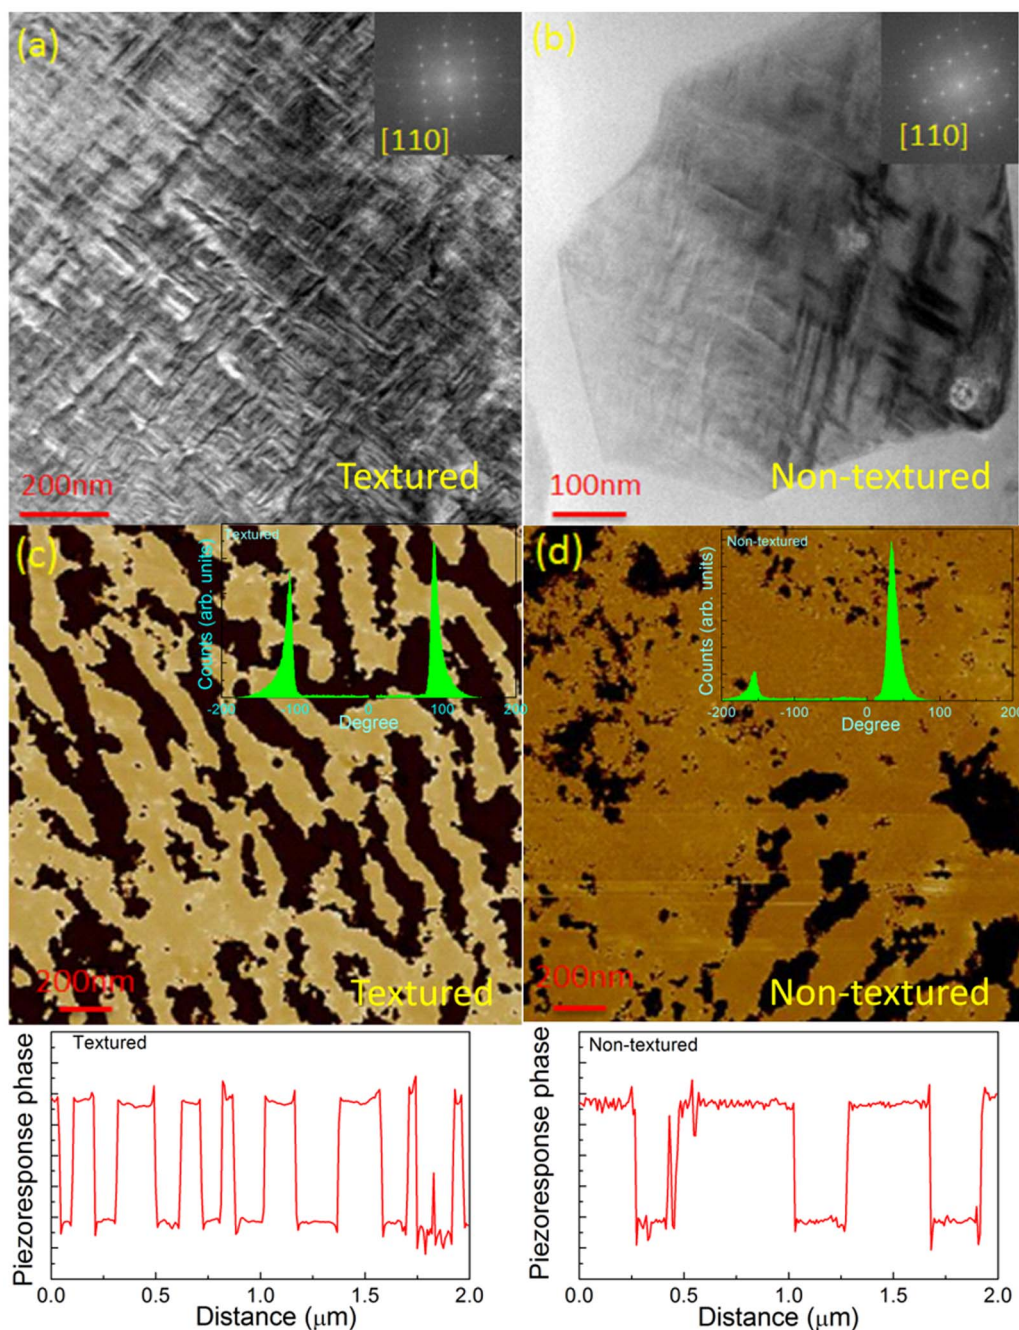 (a)
[110]
200nm
Textured
(b)
[110]
100nm
Non-textured
(c)
Textured
Counts (arb. units)
-200 -100 0 100 200
Degree
200nm
Textured
(d)
Non-textured
Counts (arb. units)
-200 -100 0 100 200
Degree
200nm
Non-textured
Textured
Piezoresponse phase
0.0 0.5 1.0 1.5 2.0
Distance (μm)
Non-textured
Piezoresponse phase
0.0 0.5 1.0 1.5 2.0
Distance (μm)